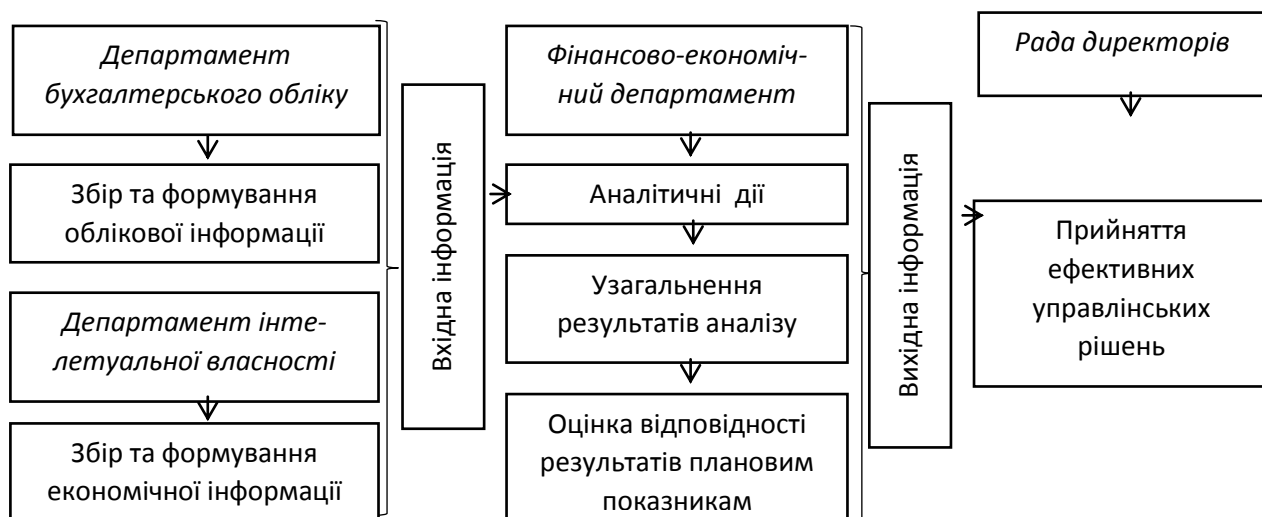 Департамент
бухгалтерського обліку
Збір та формування
облікової інформації
Департамент інте-
летуальної власності
Збір та формування
економічної інформації
Вхідна інформація
Фінансово-економіч-
ний департамент
Аналітичні дії
Узагальнення
результатів аналізу
Оцінка відповідності
результатів плановим
показникам
Вихідна інформація
Рада директорів
Прийняття
ефективних
управлінських
рішень